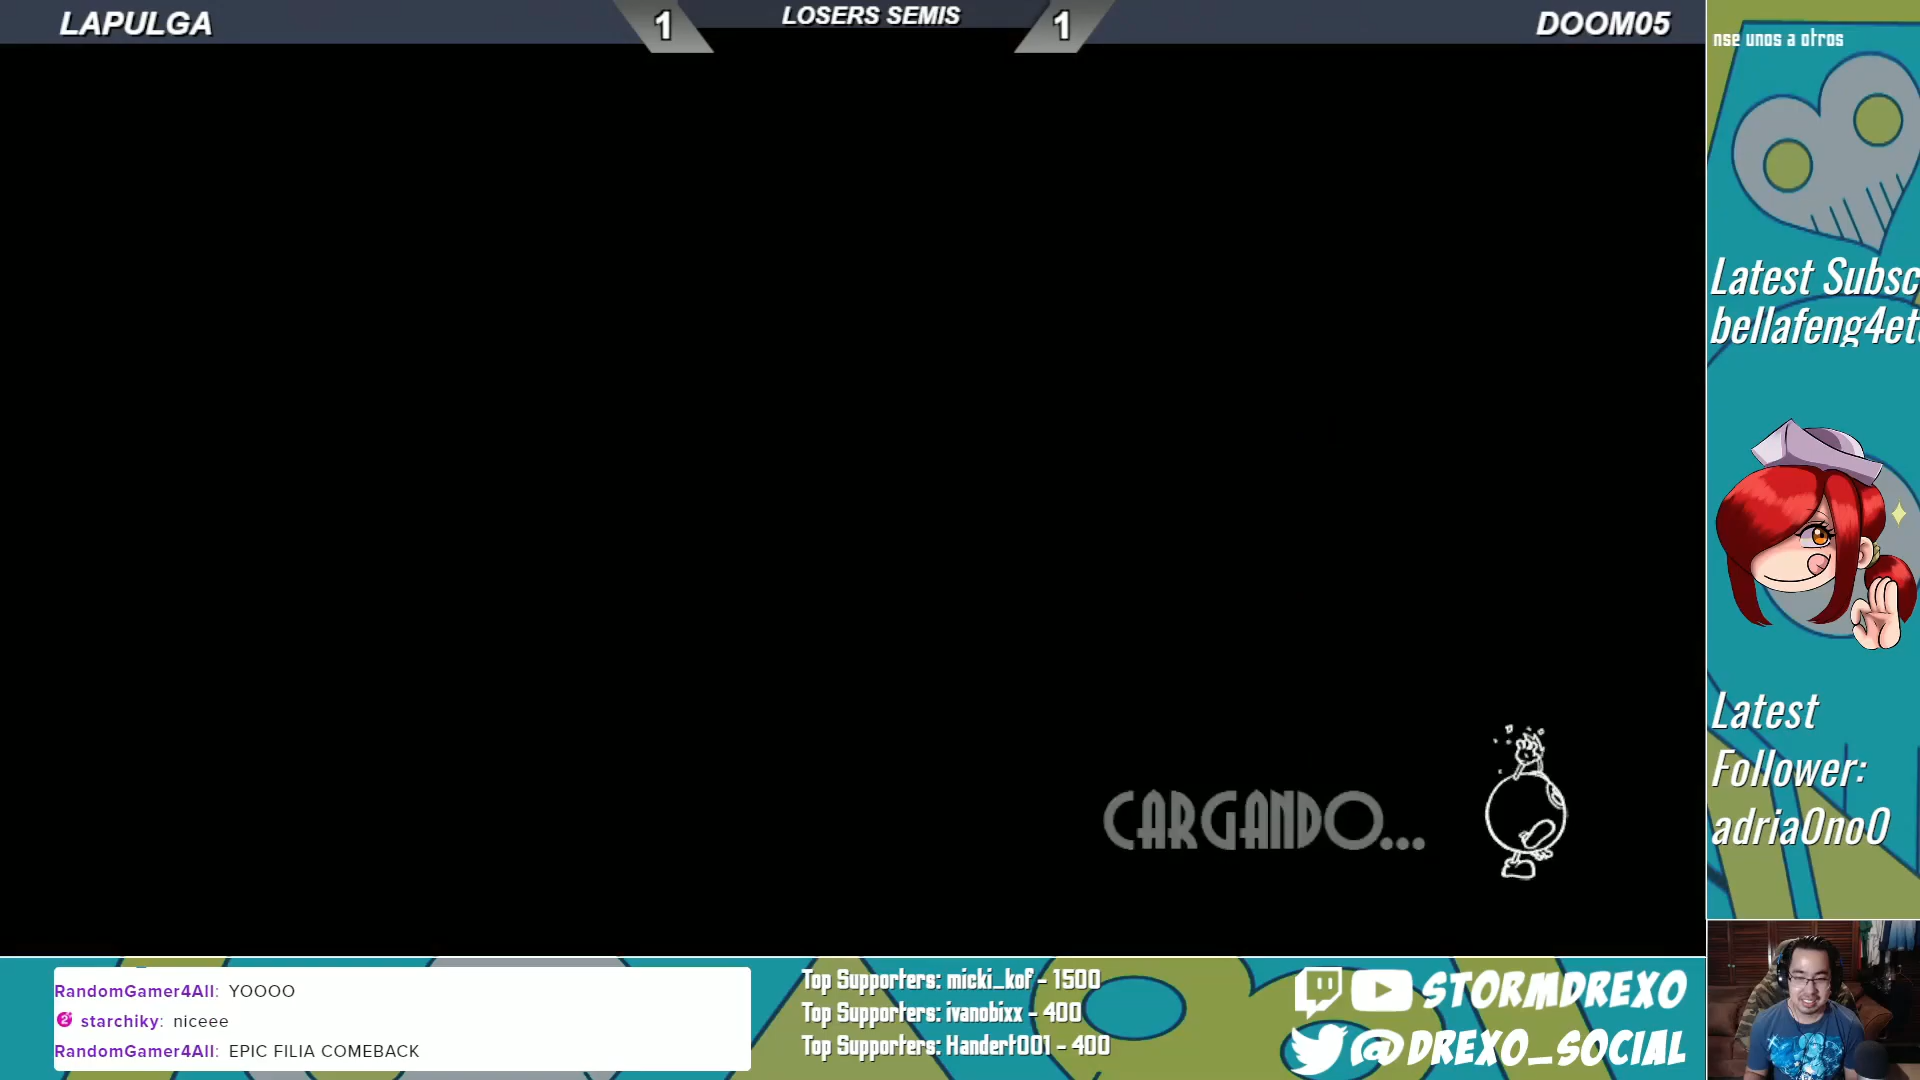 LAPULGA
1
LOSERS SEMIS
1
DOOM05
nse unos a otros
Latest Subsc
bellafeng4et
Latest
Follower:
adria0no0
CARGANDO...
RandomGamer4All: YOOOO
starchiky: niceee
RandomGamer4All: EPIC FILIA COMEBACK
Top Supporters: micki_kof - 1500
Top Supporters: ivanobixx - 400
Top Supporters: Handert001 - 400
STORMDREXO
@DREXO_SOCIAL